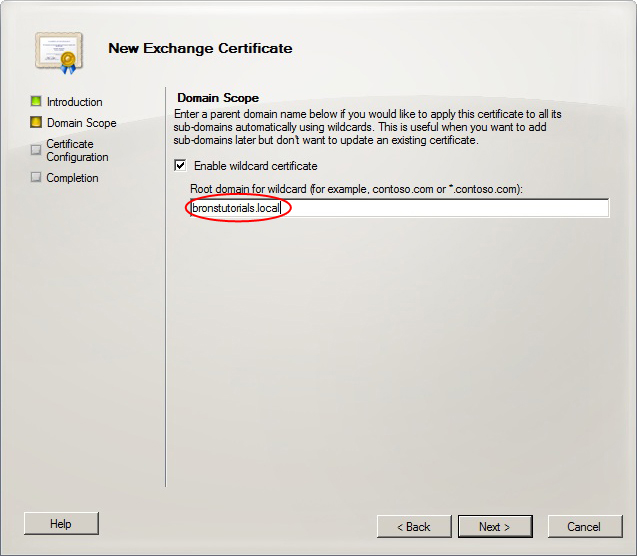 New Exchange Certificate
Introduction
Domain Scope
Certificate
Configuration
Completion
Domain Scope
Enter a parent domain name below if you would like to apply this certificate to all its
sub-domains automatically using wildcards. This is useful when you want to add
sub-domains later but don't want to update an existing certificate.
Enable wildcard certificate
Root domain for wildcard (for example, contoso.com or *.contoso.com):
bronstutorials.local
Help
< Back
Next >
Cancel